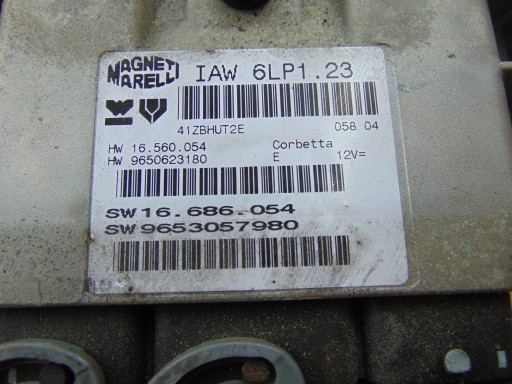 MAGNETI
MARELLI
IAW 6LP1.23
41ZBHUT2E 058 04
HW 16.560.054 Corbetta
HW 9650623180 E 12V=
SW16.686.054
SW9653057980